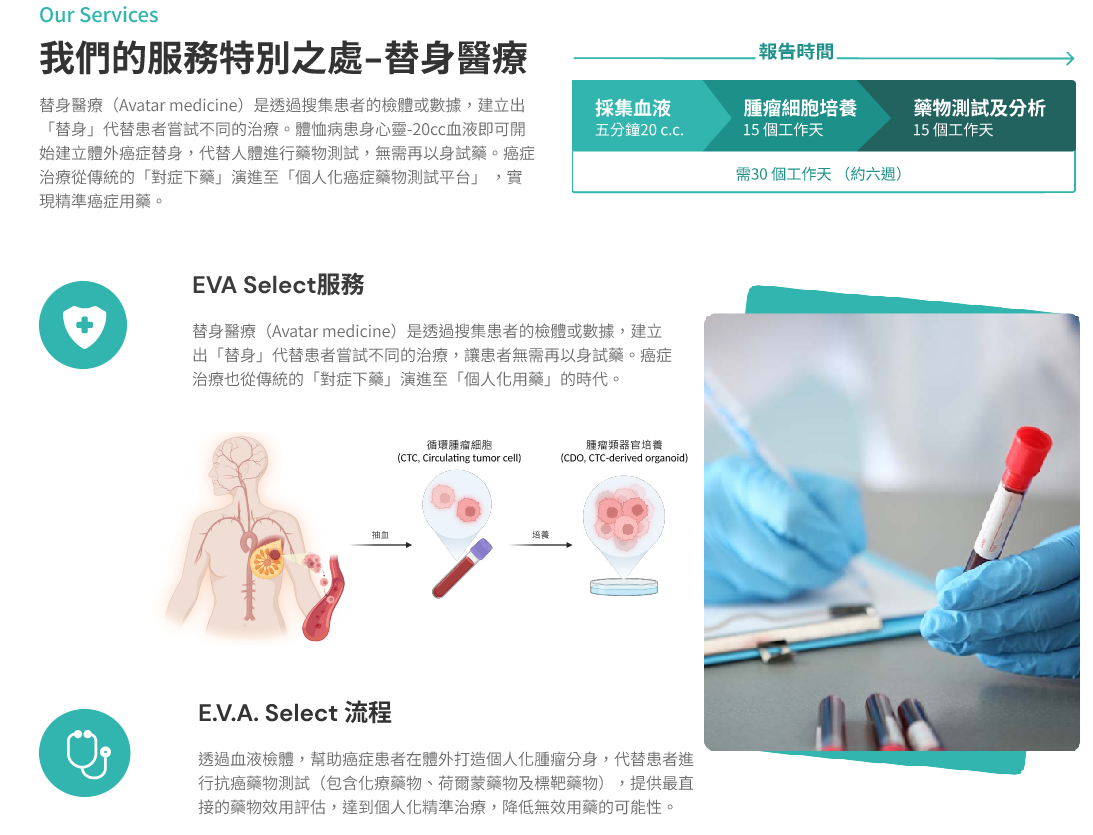 Our Services
我們的服務特別之處–替身醫療
替身醫療（Avatar medicine）是透過搜集患者的檢體或數據，建立出
「替身」代替患者嘗試不同的治療。體恤病患身心靈-20cc血液即可開
始建立體外癌症替身，代替人體進行藥物測試，無需再以身試藥。癌症
治療從傳統的「對症下藥」演進至「個人化癌症藥物測試平台」 ，實
現精準癌症用藥。
報告時間
採集血液
五分鐘20 c.c.
腫瘤細胞培養
15 個工作天
藥物測試及分析
15 個工作天
需30 個工作天 （約六週）
EVA Select服務
替身醫療（Avatar medicine）是透過搜集患者的檢體或數據，建立
出「替身」代替患者嘗試不同的治療，讓患者無需再以身試藥。癌症
治療也從傳統的「對症下藥」演進至「個人化用藥」的時代。
循環腫瘤細胞
(CTC, Circulating tumor cell)
腫瘤類器官培養
(CDO, CTC-derived organoid)
抽血
培養
E.V.A. Select 流程
透過血液檢體，幫助癌症患者在體外打造個人化腫瘤分身，代替患者進
行抗癌藥物測試（包含化療藥物、荷爾蒙藥物及標靶藥物），提供最直
接的藥物效用評估，達到個人化精準治療，降低無效用藥的可能性。